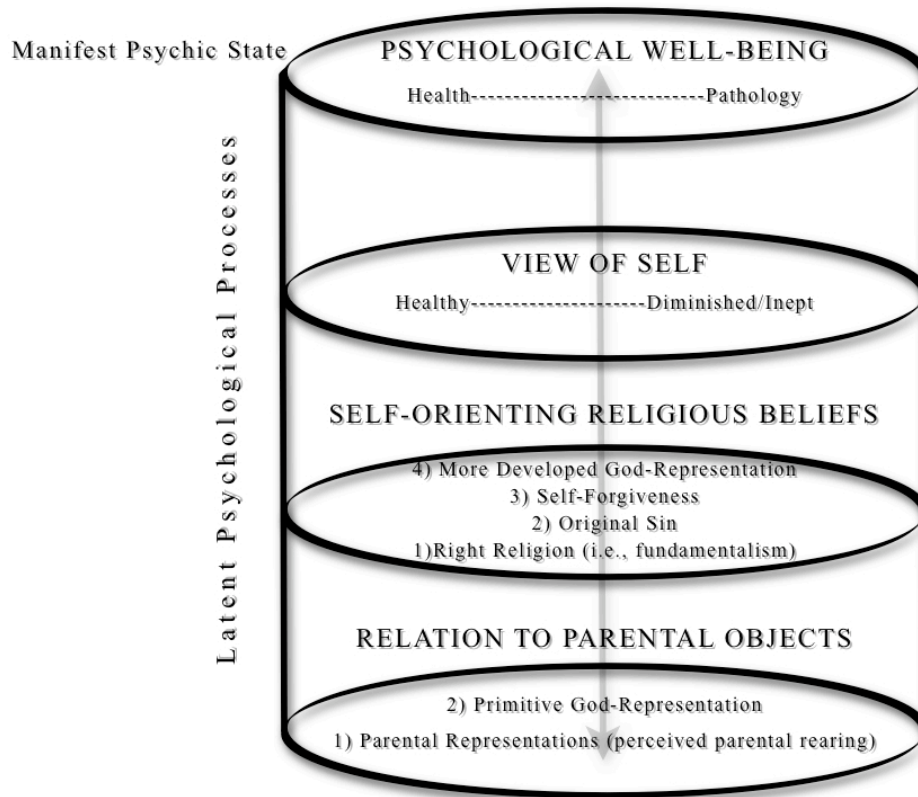 Manifest Psychic State
PSYCHOLOGICAL WELL-BEING
Health----------------------------Pathology
Latent Psychological Processes
VIEW OF SELF
Healthy---------------------Diminished/Inept
SELF-ORIENTING RELIGIOUS BELIEFS
4) More Developed God-Representation
3) Self-Forgiveness
2) Original Sin
1)Right Religion (i.e., fundamentalism)
RELATION TO PARENTAL OBJECTS
2) Primitive God-Representation
1) Parental Representations (perceived parental rearing)